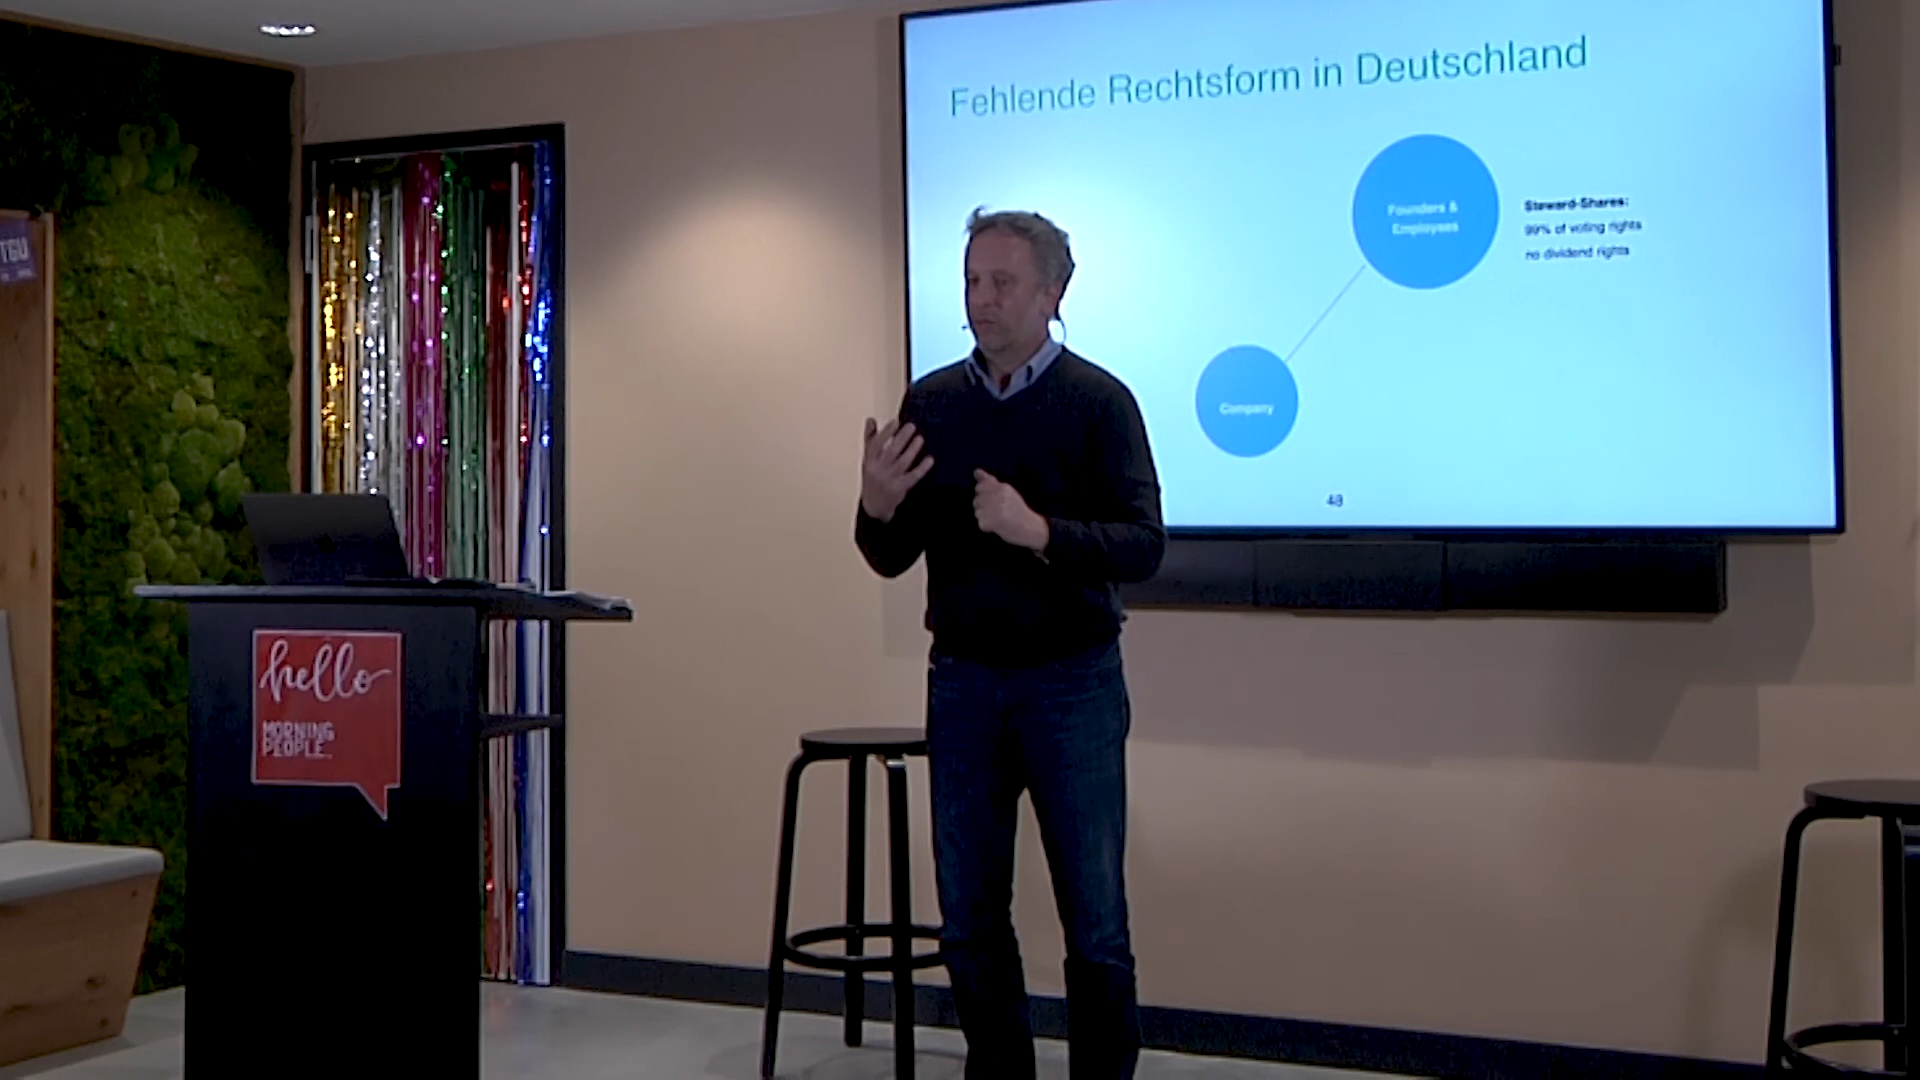 Fehlende Rechtsform in Deutschland
Founders &
Employees
Steward-Shares:
99% of voting rights
no dividend rights
Company
48
TGU
hello
MORNING
PEOPLE.